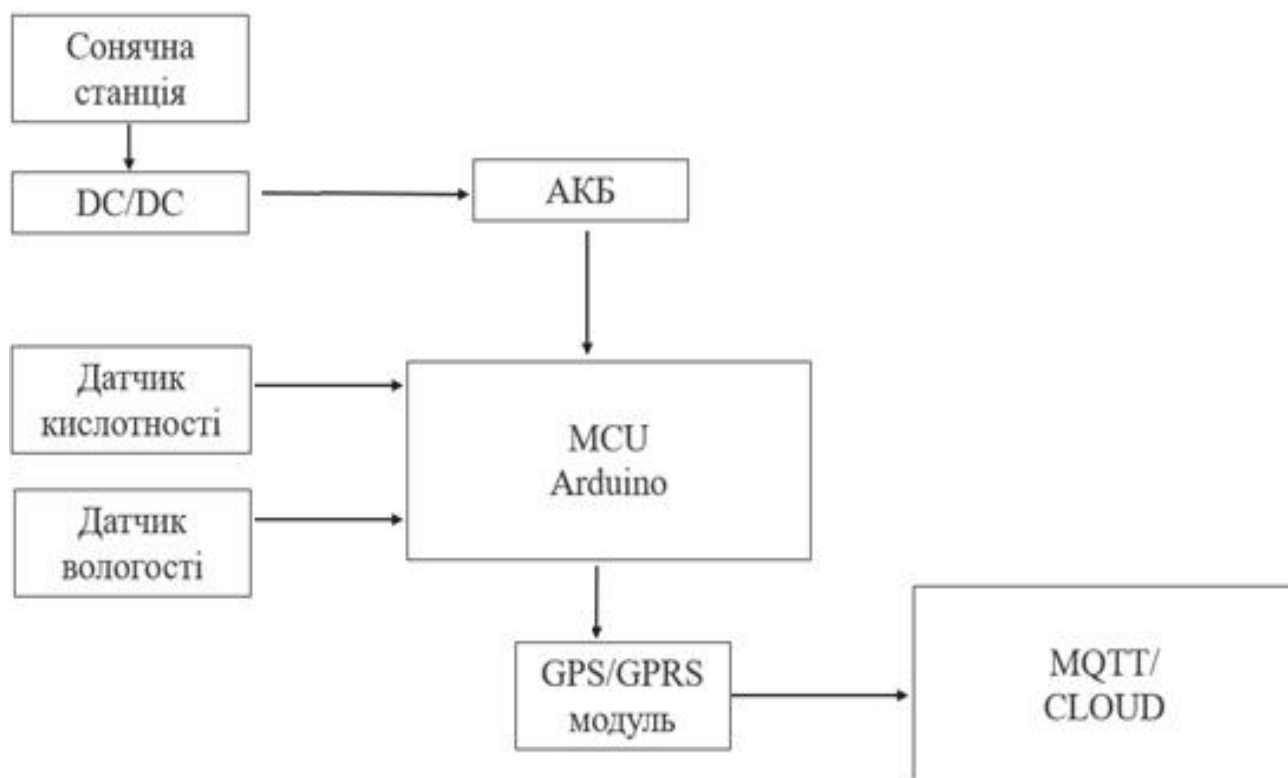 Сонячна
станція
DC/DC
АКБ
Датчик
кислотності
MCU
Arduino
Датчик
вологості
GPS/GPRS
модуль
MQTT/
CLOUD